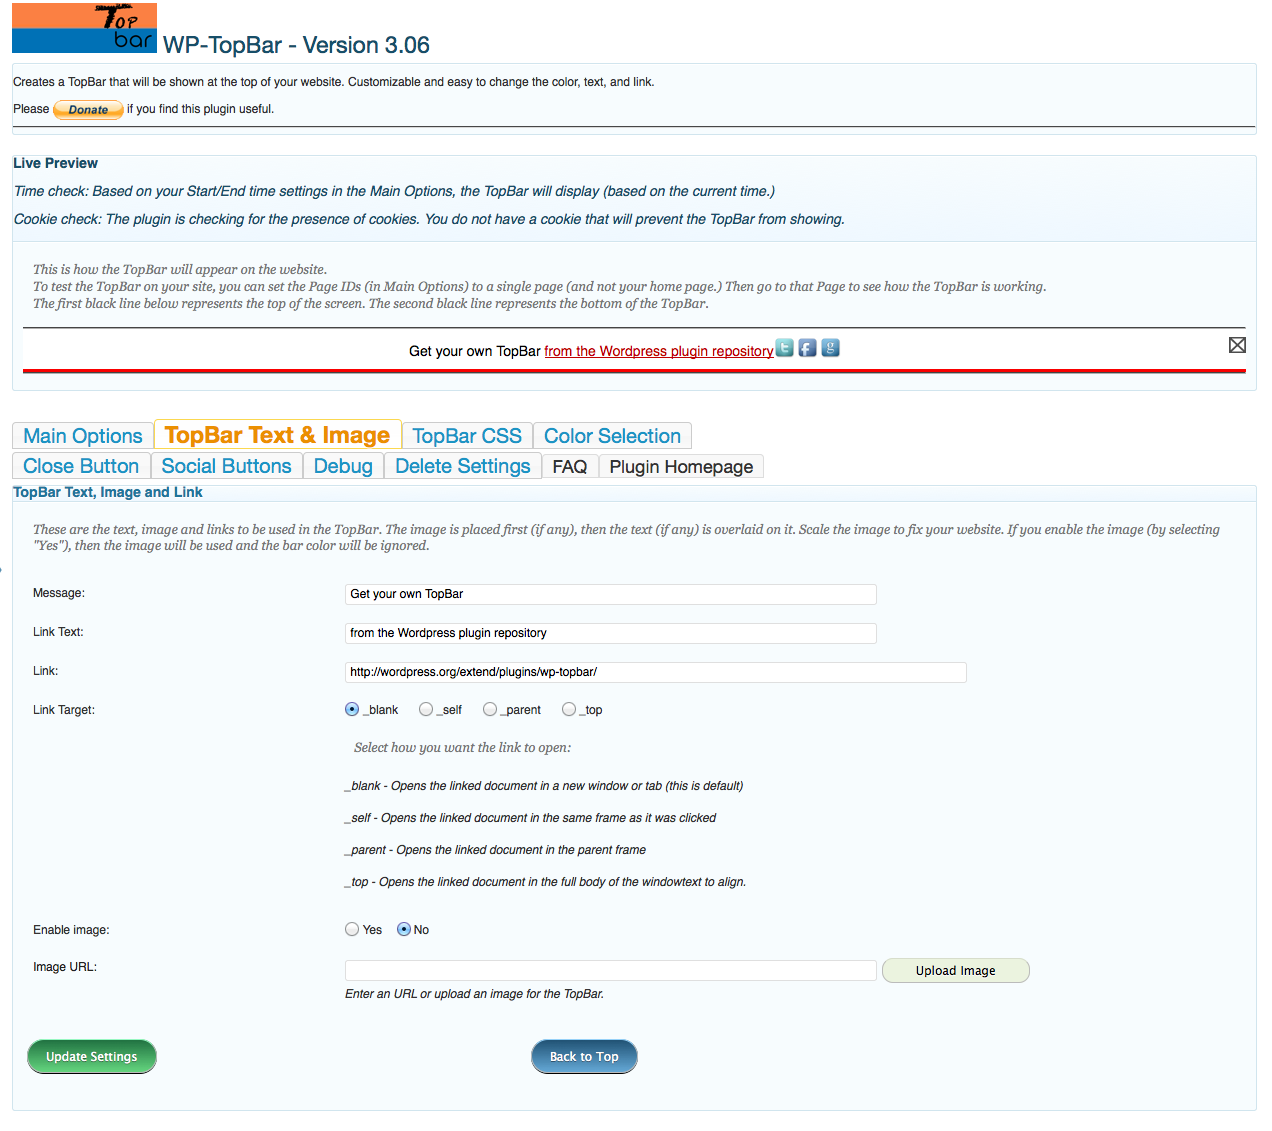 Top
bar
WP-TopBar - Version 3.06
Creates a TopBar that will be shown at the top of your website. Customizable and easy to change the color, text, and link.
Please Donate if you find this plugin useful.
Live Preview
Time check: Based on your Start/End time settings in the Main Options, the TopBar will display (based on the current time.)
Cookie check: The plugin is checking for the presence of cookies. You do not have a cookie that will prevent the TopBar from showing.
This is how the TopBar will appear on the website.
To test the TopBar on your site, you can set the Page IDs (in Main Options) to a single page (and not your home page.) Then go to that Page to see how the TopBar is working.
The first black line below represents the top of the screen. The second black line represents the bottom of the TopBar.
Get your own TopBar from the Wordpress plugin repository t f g
Main Options TopBar Text & Image TopBar CSS Color Selection
Close Button Social Buttons Debug Delete Settings FAQ Plugin Homepage
TopBar Text, Image and Link
These are the text, image and links to be used in the TopBar. The image is placed first (if any), then the text (if any) is overlaid on it. Scale the image to fix your website. If you enable the image (by selecting
"Yes"), then the image will be used and the bar color will be ignored.
Message: Get your own TopBar
Link Text: from the Wordpress plugin repository
Link: http://wordpress.org/extend/plugins/wp-topbar/
Link Target: _blank _self _parent _top
Select how you want the link to open:
_blank - Opens the linked document in a new window or tab (this is default)
_self - Opens the linked document in the same frame as it was clicked
_parent - Opens the linked document in the parent frame
_top - Opens the linked document in the full body of the windowtext to align.
Enable image: Yes No
Image URL: Upload Image
Enter an URL or upload an image for the TopBar.
Update Settings Back to Top